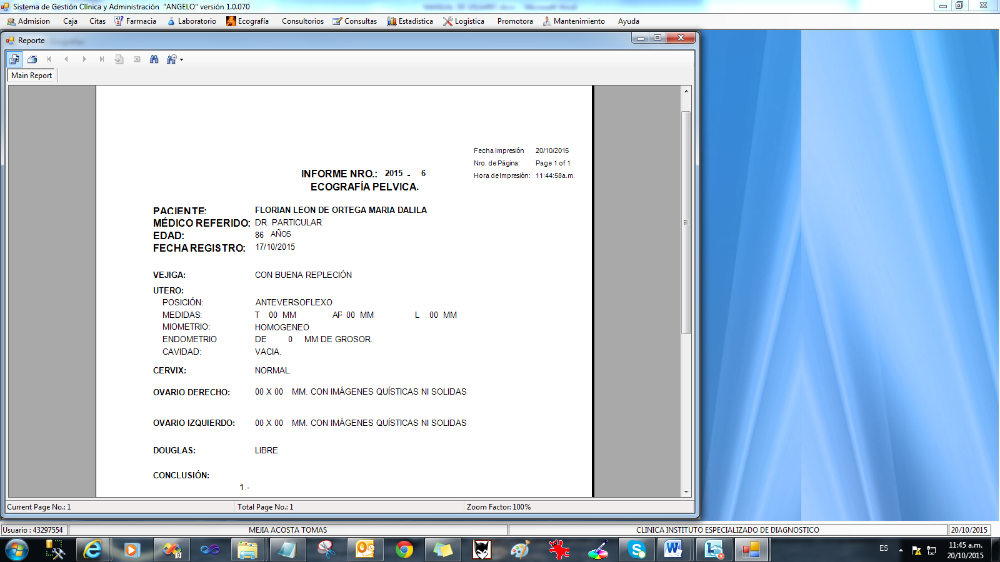 Sistema de Gestión Clínica y Administración "ANGELO" versión 1.0.070
Admision Caja Citas Farmacia Laboratorio Ecografía Consultorios Consultas Estadistica Logistica Promotora Mantenimiento Ayuda
Reporte
Main Report
Fecha Impresión 20/10/2015
Nro. de Página: Page 1 of 1
Hora de Impresión: 11:44:58a.m.
INFORME NRO.: 2015 - 6
ECOGRAFÍA PELVICA.
PACIENTE: FLORIAN LEON DE ORTEGA MARIA DALILA
MÉDICO REFERIDO: DR. PARTICULAR
EDAD: 86 AÑOS
FECHA REGISTRO: 17/10/2015
VEJIGA: CON BUENA REPLECIÓN
UTERO:
POSICIÓN: ANTEVERSOFLEXO
MEDIDAS: T 00 MM AP 00 MM L 00 MM
MIOMETRIO: HOMOGENEO
ENDOMETRIO DE 0 MM DE GROSOR.
CAVIDAD: VACIA.
CERVIX: NORMAL.
OVARIO DERECHO: 00 X 00 MM. CON IMÁGENES QUÍSTICAS NI SOLIDAS
OVARIO IZQUIERDO: 00 X 00 MM. CON IMÁGENES QUÍSTICAS NI SOLIDAS
DOUGLAS: LIBRE
CONCLUSIÓN:
1.-
Current Page No.: 1 Total Page No.: 1 Zoom Factor: 100%
Usuario : 43297554 MEJIA ACOSTA TOMAS CLINICA INSTITUTO ESPECIALIZADO DE DIAGNOSTICO 20/10/2015
ES 11:45 a.m.
20/10/2015